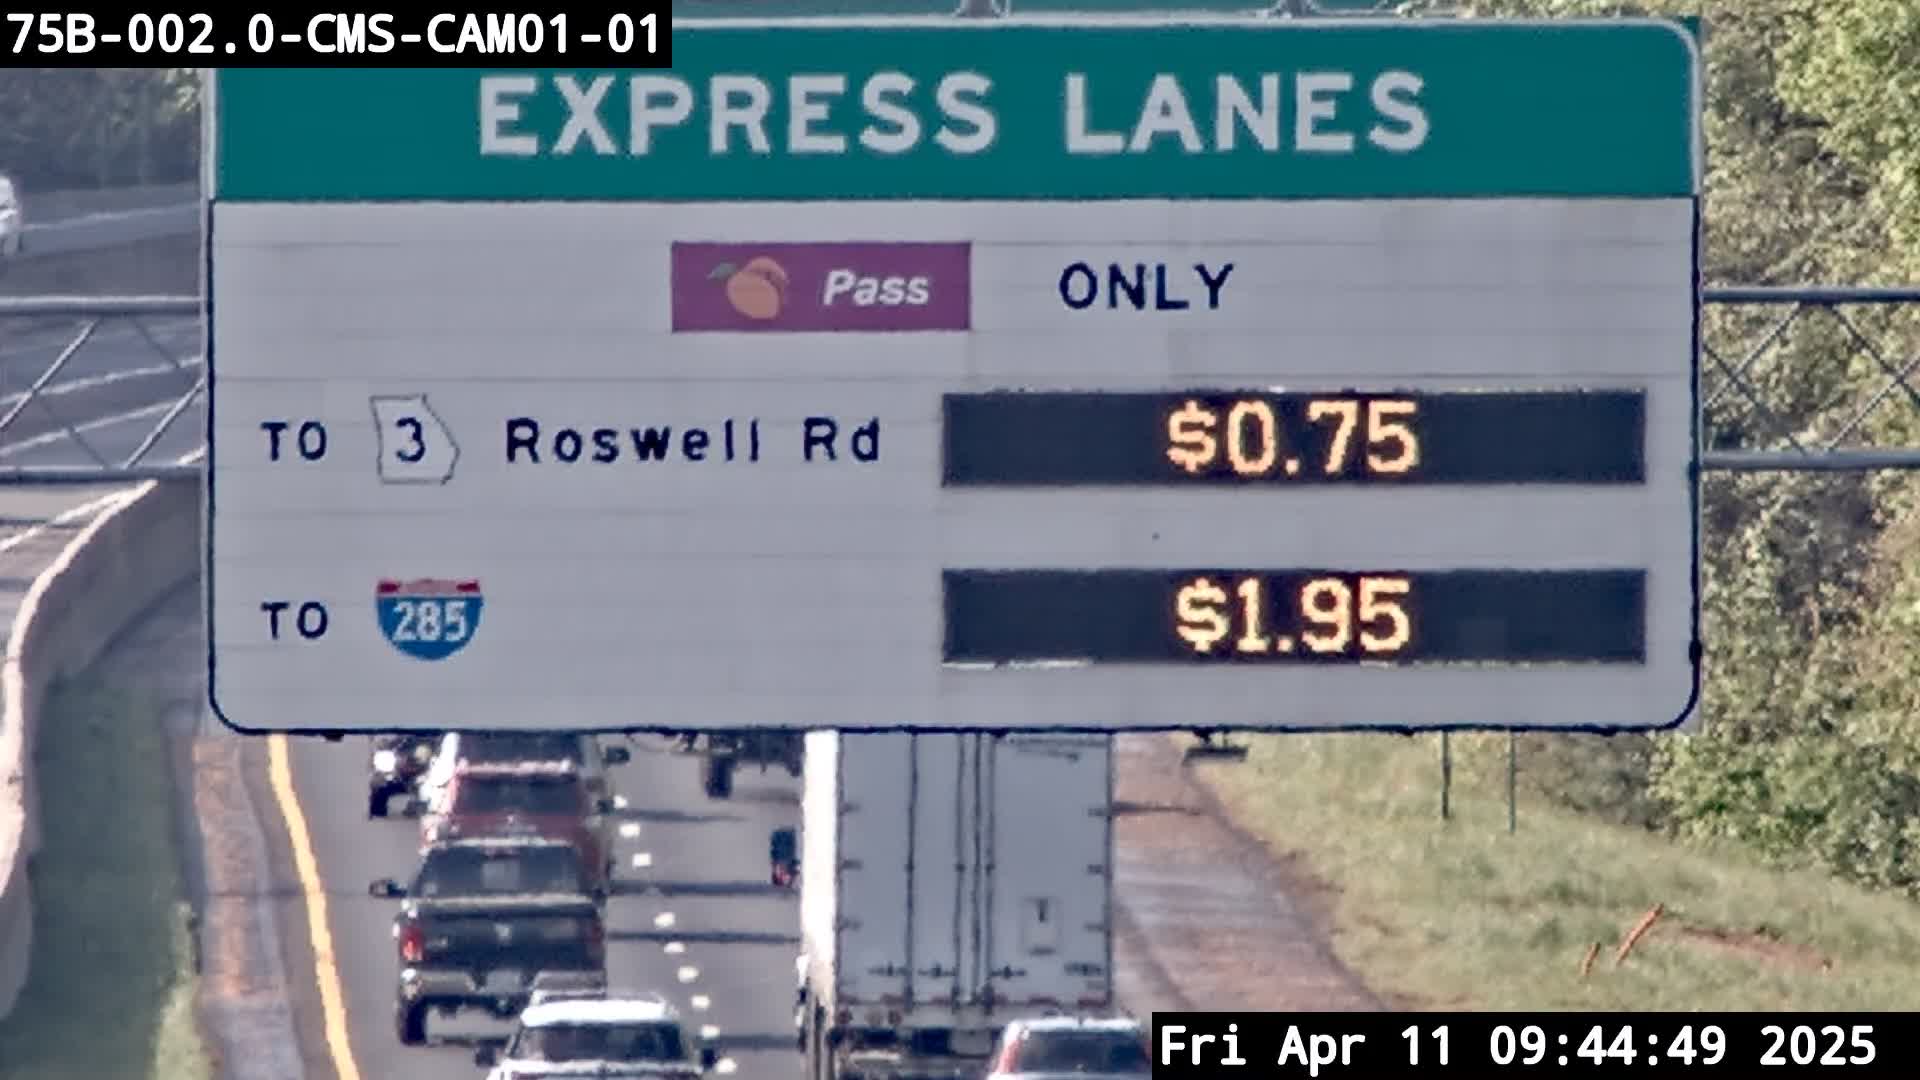 75B-002.0-CMS-CAM01-01
EXPRESS LANES
Pass ONLY
TO 3 Roswell Rd $0.75
TO 285 $1.95
Fri Apr 11 09:44:49 2025